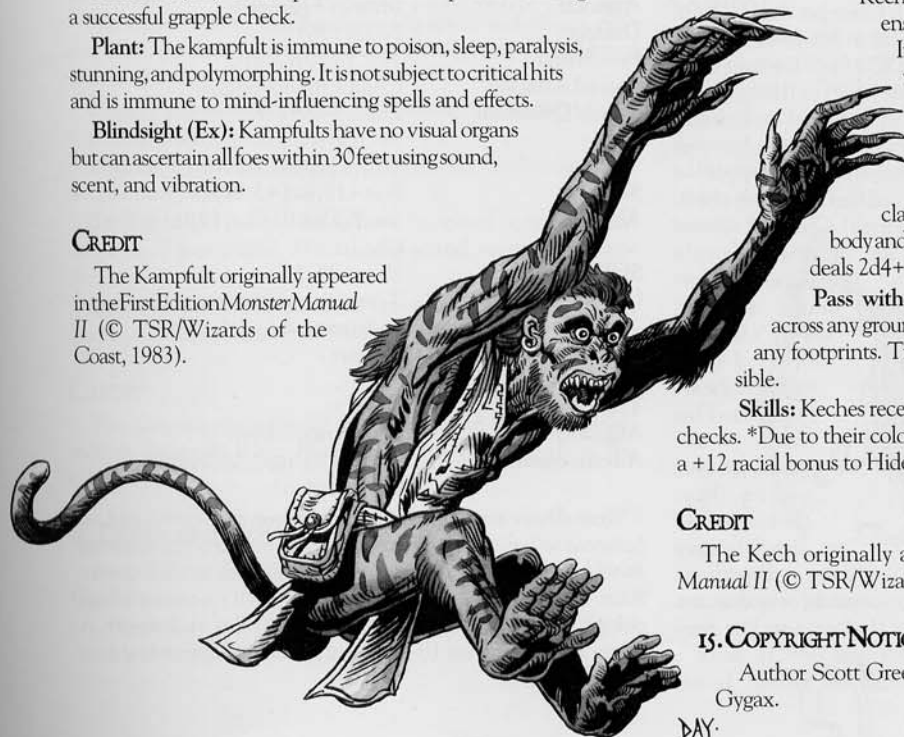 a successful grapple check.
Plant: The kampfult is immune to poison, sleep, paralysis,
stunning, and polymorphing. It is not subject to critical hits
and is immune to mind-influencing spells and effects.
Blindsight (Ex): Kampfults have no visual organs
but can ascertain all foes within 30 feet using sound,
scent, and vibration.
CREDIT
The Kampfult originally appeared
in the First Edition Monster Manual
II (© TSR/Wizards of the
Coast, 1983).
cla
body and
deals 2d4+
Pass with
across any groun
any footprints. T
sible.
Skills: Keches rece
checks. *Due to their colo
a +12 racial bonus to Hide
CREDIT
The Kech originally a
Manual II (© TSR/Wiza
15. COPYRIGHT NOTI
Author Scott Gree
Gygax.
DAY.